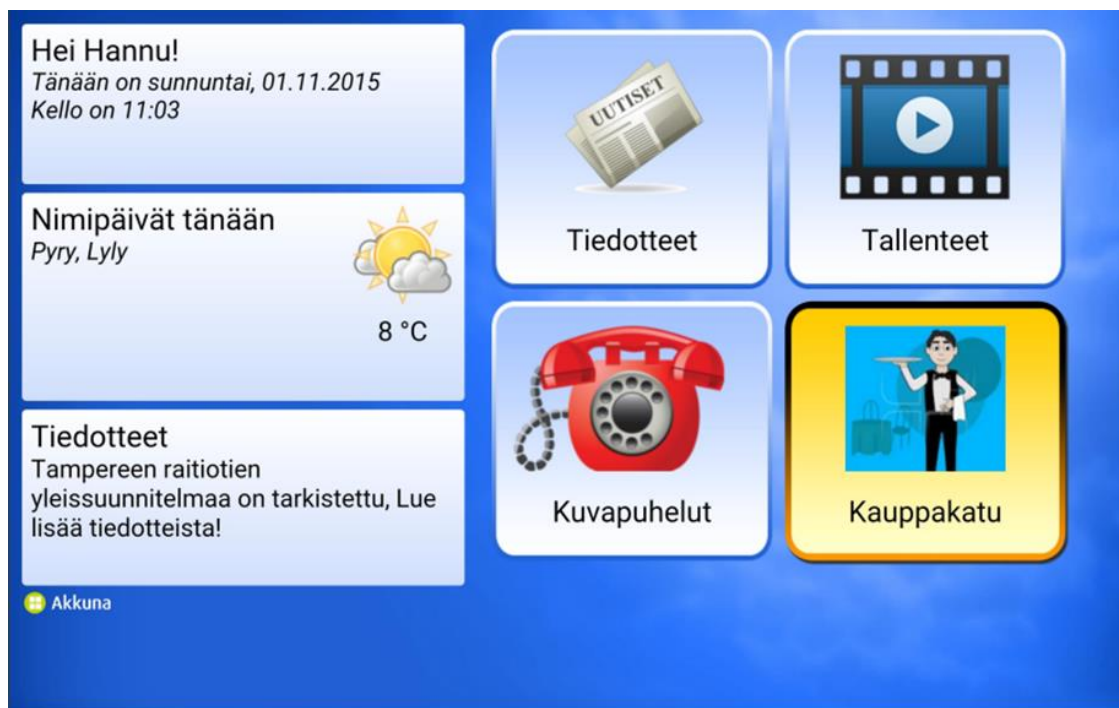 Hei Hannu!
Tänään on sunnuntai, 01.11.2015
Kello on 11:03
Nimipäivät tänään
Pyry, Lyly
8 °C
Tiedotteet
Tampereen raitiotien
yleissuunnitelmaa on tarkistettu, Lue
lisää tiedotteista!
Akkuna
UUTISET
Tiedotteet
Tallenteet
Kuvapuhelut
Kauppakatu